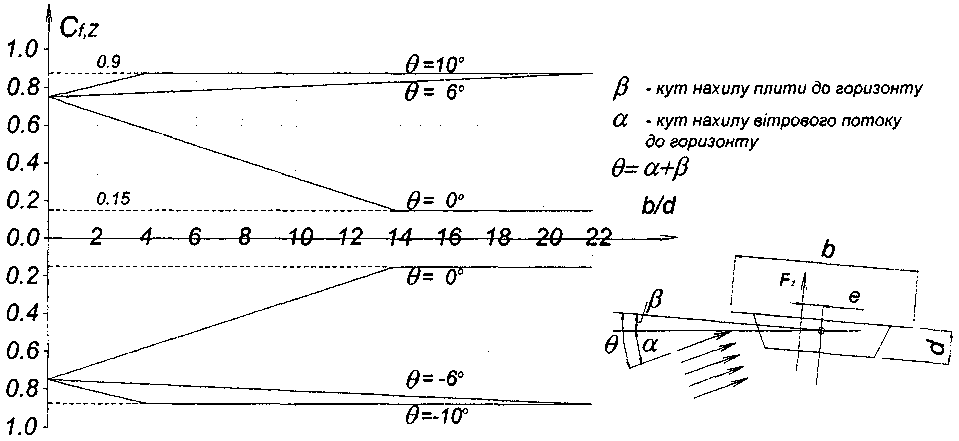 C f,z
1.0
0.9
0.8
0.6
0.4
0.2
0.15
0.0
2 4 6 8 10 12 14 16 18 20 22
0.2
0.4
0.6
0.8
1.0
θ=10°
θ= 6°
θ= 0°
b/d
θ= 0°
θ=-6°
θ=-10°
β - кут нахилу плити до горизонту
α - кут нахилу вітрового потоку
до горизонту
θ= α+β
b
Fz
e
β
θ
α
d